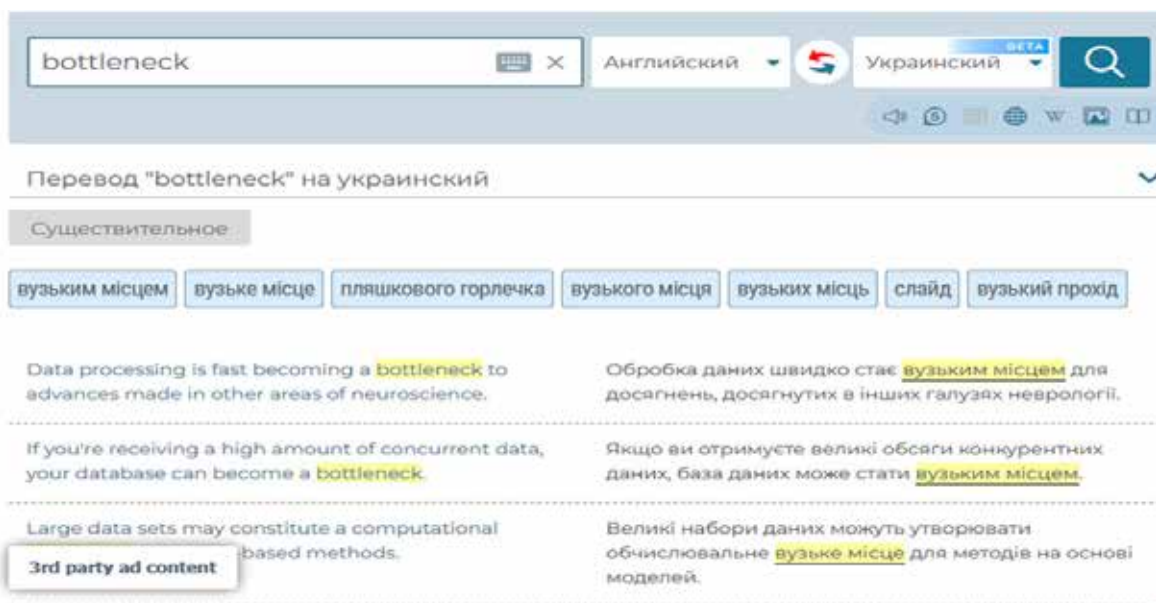 bottleneck
Английский
Украинский
BETA
Перевод "bottleneck" на украинский
Существительное
вузьким місцем вузьке місце пляшкового горлечка вузького місця вузьких місць слайд вузький прохід
Data processing is fast becoming a bottleneck to
advances made in other areas of neuroscience.
Обробка даних швидко стає вузьким місцем для
досягнень, досягнутих в інших галузях неврології.
If you're receiving a high amount of concurrent data,
your database can become a bottleneck.
Якщо ви отримуєте великі обсяги конкурентних
даних, база даних може стати вузьким місцем.
Large data sets may constitute a computational
-based methods.
Великі набори даних можуть утворювати
обчислювальне вузьке місце для методів на основі
моделей.
3rd party ad content